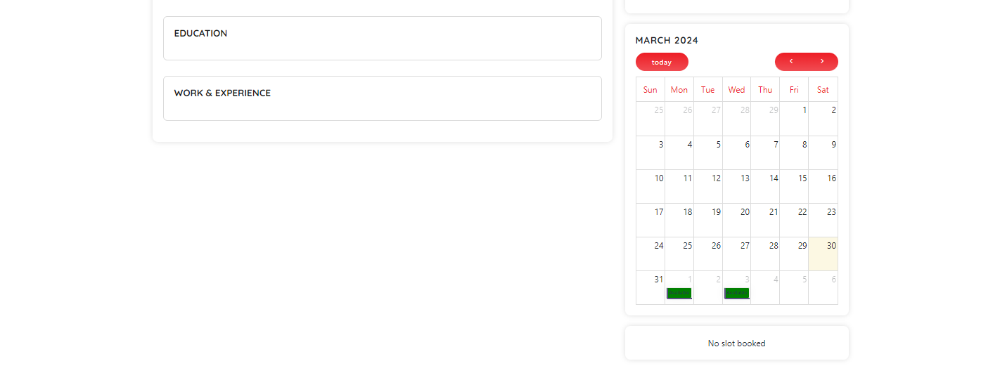 EDUCATION
WORK & EXPERIENCE
MARCH 2024
today
Sun Mon Tue Wed Thu Fri Sat
25 26 27 28 29 1 2
3 4 5 6 7 8 9
10 11 12 13 14 15 16
17 18 19 20 21 22 23
24 25 26 27 28 29 30
31 1 2 3 4 5 6
No slot booked